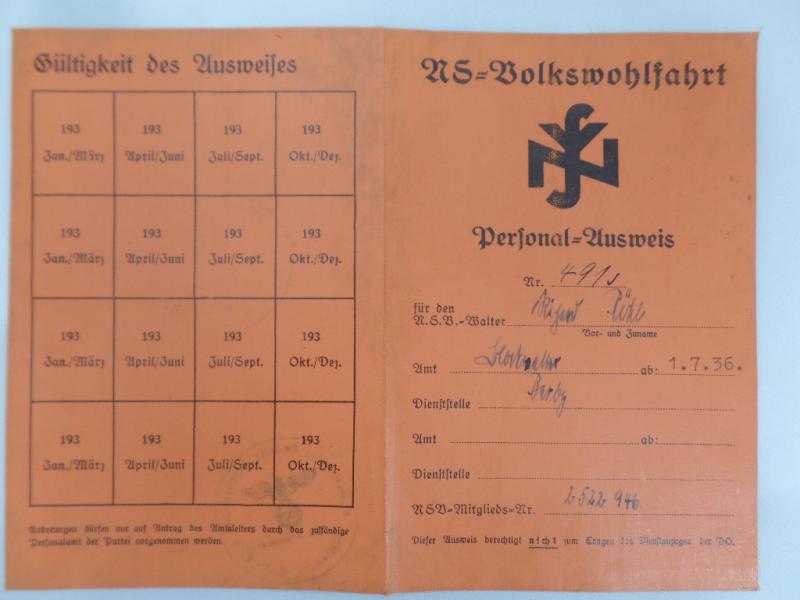 Gültigkeit des Ausweises
193 193 193 193
Jan./März April/Juni Juli/Sept. Okt./Dez.
193 193 193 193
Jan./März April/Juni Juli/Sept. Okt./Dez.
193 193 193 193
Jan./März April/Juni Juli/Sept. Okt./Dez.
193 193 193 193
Jan./März April/Juni Juli/Sept. Okt./Dez.
Änderungen dürfen nur auf Antrag des Amtsleiters durch das zuständige
Personalamt der Partei vorgenommen werden.
NS=Volkswohlfahrt
NSV
Personal=Ausweis
Nr. 491
für den
N.S.V.=Walter Richard
Vor= und Zuname
Amt Blockwalter ab: 1.7.36.
Dienststelle
Amt ab:
Dienststelle
NSV=Mitglieds=Nr. 2522946.
Dieser Ausweis berechtigt nicht zum Tragen des Dienstanzuges der PO.